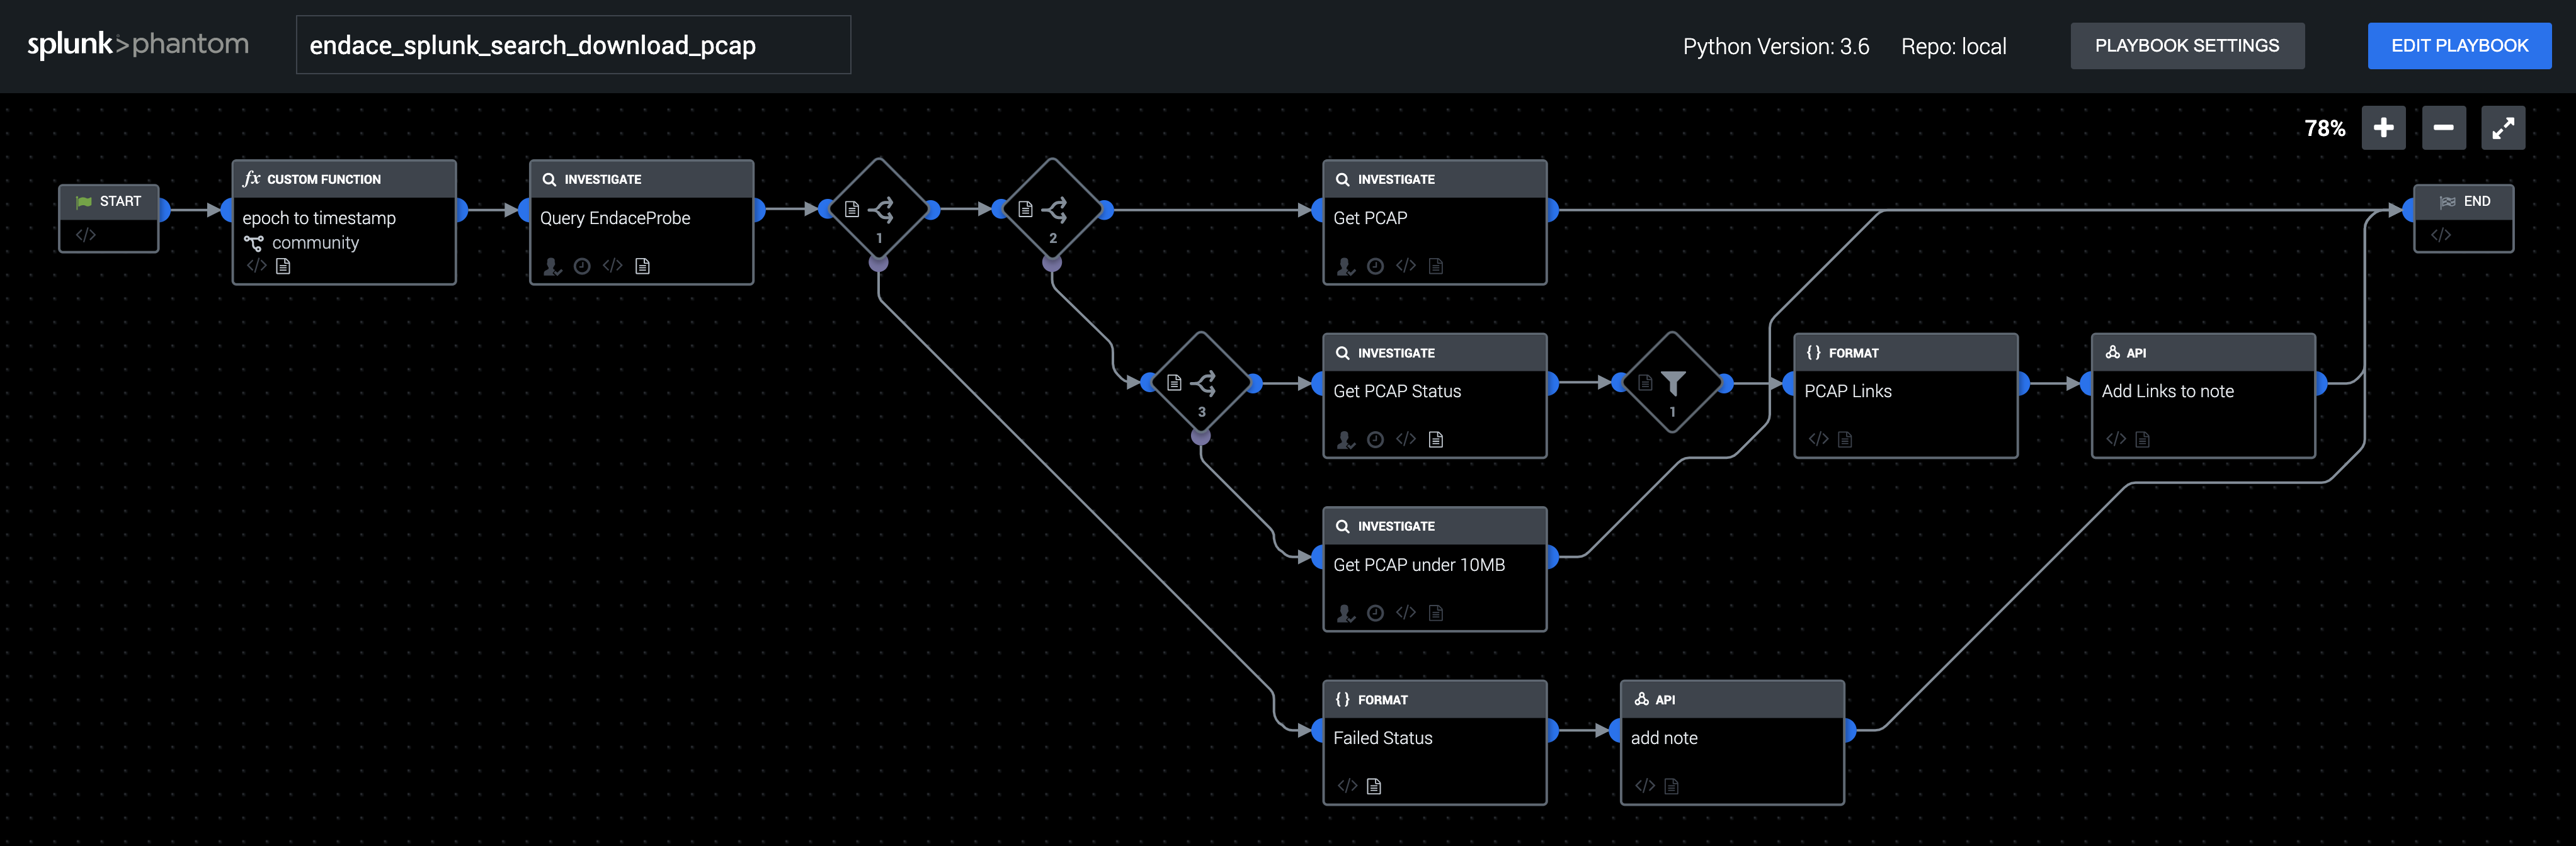 splunk>phantom
endace_splunk_search_download_pcap
Python Version: 3.6
Repo: local
PLAYBOOK SETTINGS
EDIT PLAYBOOK
78%
START
</>
fx CUSTOM FUNCTION
epoch to timestamp
community
</>
INVESTIGATE
Query EndaceProbe
</>
1
2
INVESTIGATE
Get PCAP
</>
END
</>
3
INVESTIGATE
Get PCAP Status
</>
1
{} FORMAT
PCAP Links
</>
API
Add Links to note
</>
INVESTIGATE
Get PCAP under 10MB
</>
{} FORMAT
Failed Status
</>
API
add note
</>